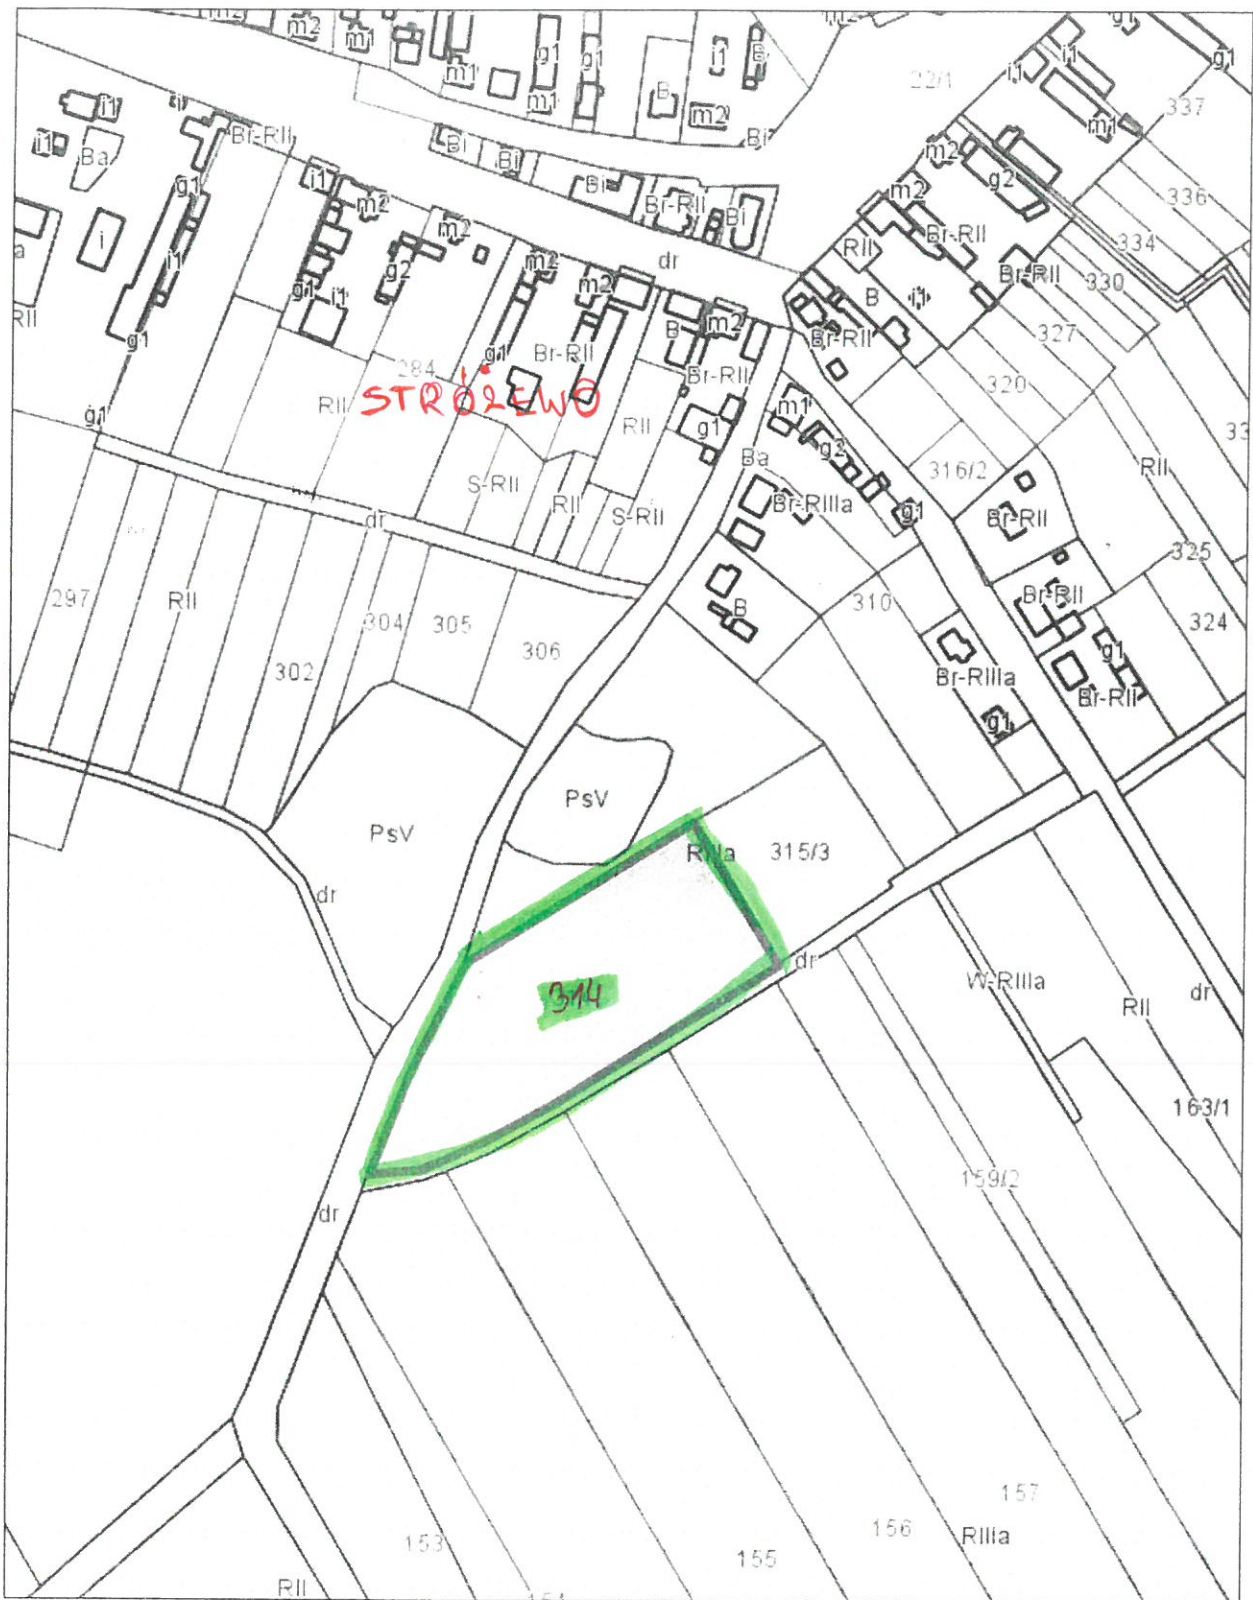 m2
m1
g1
g1
m1
m1
i1
B
B
m2
m2
Bi
22/1
i1
i1
g1
337
m1
i1
i
i1
Ba
Br-RII
Bi
Bi
Bi
Br-RII
Bi
m2
g2
m2
336
g1
i1
m2
m2
Br-RII
334
RII
i
i1
g2
m2
m2
dr
Br-RII
330
a
g1
i1
B
i1
RII
g1
B
m2
Br-RII
327
g1
Br-RII
Br-RII
284
320
RII
STRÓŻEWO
RII
g1
m1
g1
g2
Ba
316/2
RII
33
S-RII
RII
S-RII
Br-RIIIa
g1
Br-RII
dr
325
297
RII
304
305
B
310
Br-RII
324
302
306
Br-RIIIa
g1
g1
Br-RII
PsV
PsV
RIIIa
315/3
dr
314
dr
W-RIIIa
RII
dr
163/1
159/2
dr
157
156
RIIIa
153
155
RII
154